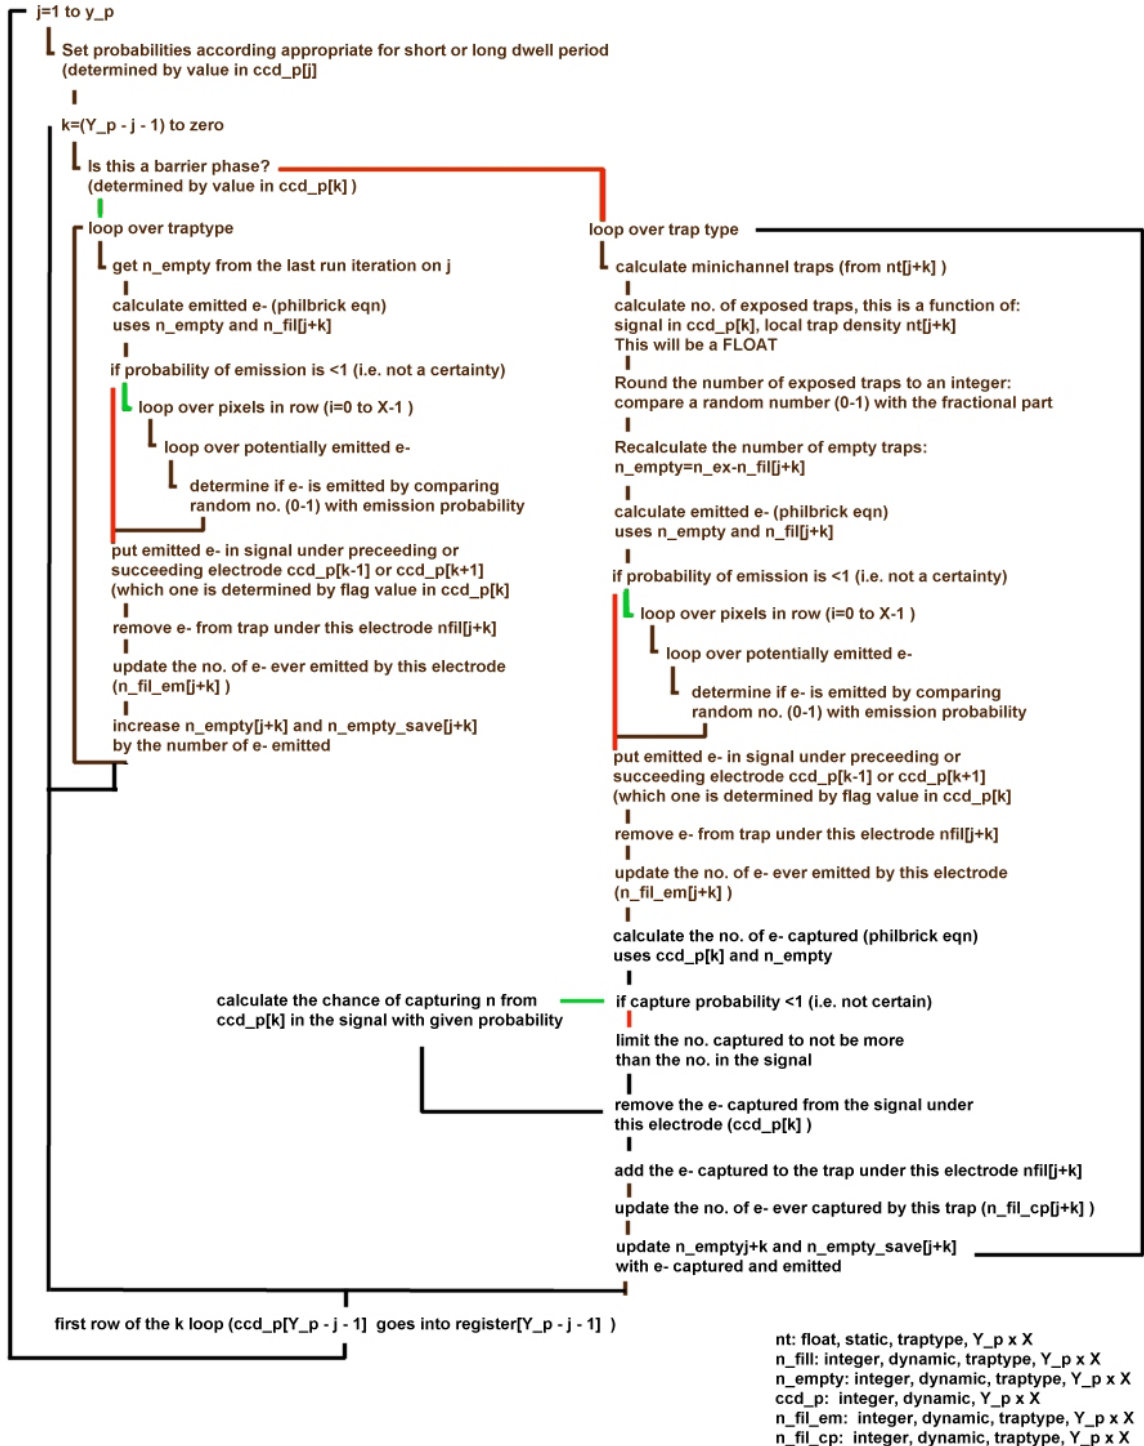 j=1 to y_p
Set probabilities according appropriate for short or long dwell period
(determined by value in ccd_p[j]
k=(Y_p - j - 1) to zero
Is this a barrier phase?
(determined by value in ccd_p[k] )
loop over traptype
get n_empty from the last run iteration on j
calculate emitted e- (philbrick eqn)
uses n_empty and n_fil[j+k]
if probability of emission is <1 (i.e. not a certainty)
loop over pixels in row (i=0 to X-1 )
loop over potentially emitted e-
determine if e- is emitted by comparing
random no. (0-1) with emission probability
put emitted e- in signal under preceeding or
succeeding electrode ccd_p[k-1] or ccd_p[k+1]
(which one is determined by flag value in ccd_p[k]
remove e- from trap under this electrode nfil[j+k]
update the no. of e- ever emitted by this electrode
(n_fil_em[j+k] )
increase n_empty[j+k] and n_empty_save[j+k]
by the number of e- emitted
loop over trap type
calculate minichannel traps (from nt[j+k] )
calculate no. of exposed traps, this is a function of:
signal in ccd_p[k], local trap density nt[j+k]
This will be a FLOAT
Round the number of exposed traps to an integer:
compare a random number (0-1) with the fractional part
Recalculate the number of empty traps:
n_empty=n_ex-n_fil[j+k]
calculate emitted e- (philbrick eqn)
uses n_empty and n_fil[j+k]
if probability of emission is <1 (i.e. not a certainty)
loop over pixels in row (i=0 to X-1 )
loop over potentially emitted e-
determine if e- is emitted by comparing
random no. (0-1) with emission probability
put emitted e- in signal under preceeding or
succeeding electrode ccd_p[k-1] or ccd_p[k+1]
(which one is determined by flag value in ccd_p[k]
remove e- from trap under this electrode nfil[j+k]
update the no. of e- ever emitted by this electrode
(n_fil_em[j+k] )
calculate the no. of e- captured (philbrick eqn)
uses ccd_p[k] and n_empty
if capture probability <1 (i.e. not certain)
calculate the chance of capturing n from
ccd_p[k] in the signal with given probability
limit the no. captured to not be more
than the no. in the signal
remove the e- captured from the signal under
this electrode (ccd_p[k] )
add the e- captured to the trap under this electrode nfil[j+k]
update the no. of e- ever captured by this trap (n_fil_cp[j+k] )
update n_emptyj+k and n_empty_save[j+k]
with e- captured and emitted
first row of the k loop (ccd_p[Y_p - j - 1] goes into register[Y_p - j - 1] )
nt: float, static, traptype, Y_p x X
n_fill: integer, dynamic, traptype, Y_p x X
n_empty: integer, dynamic, traptype, Y_p x X
ccd_p: integer, dynamic, Y_p x X
n_fil_em: integer, dynamic, traptype, Y_p x X
n_fil_cp: integer, dynamic, traptype, Y_p x X